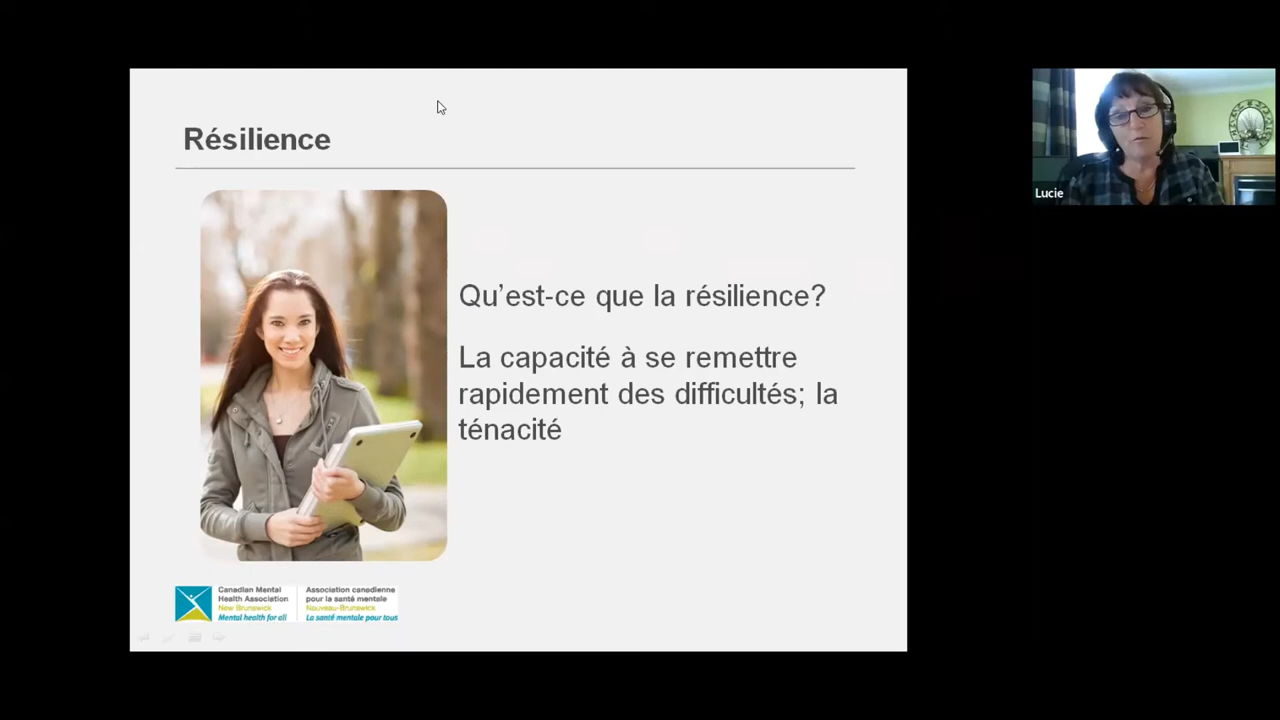 Résilience
Qu’est-ce que la résilience?
La capacité à se remettre
rapidement des difficultés; la
ténacité
Lucie
Canadian Mental
Health Association
New Brunswick
Mental health for all
Association canadienne
pour la santé mentale
Nouveau-Brunswick
La santé mentale pour tous